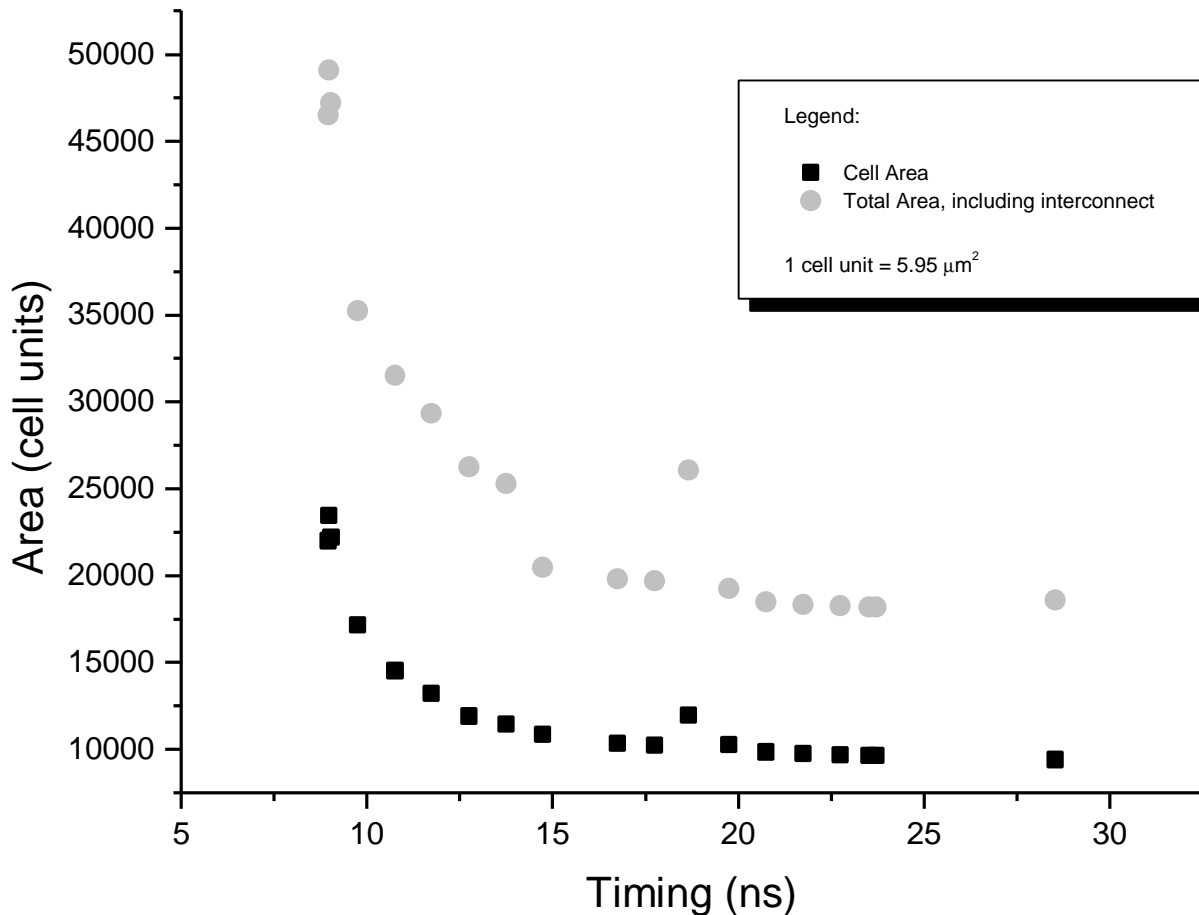 50000
45000
40000
35000
30000
25000
20000
15000
10000
Area (cell units)
Legend:
Cell Area
Total Area, including interconnect
1 cell unit = 5.95 μm²
5 10 15 20 25 30
Timing (ns)